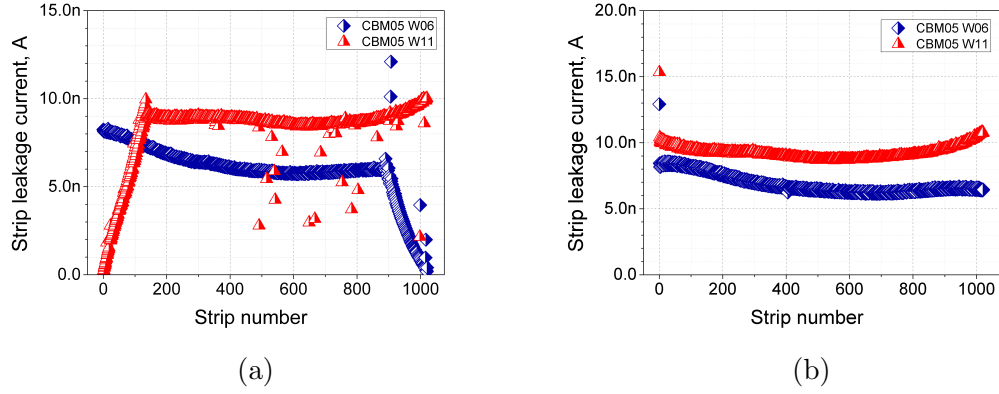 15.0n
10.0n
5.0n
0.0
0
200
400
600
800
1000
Strip leakage current, A
Strip number
CBM05 W06
CBM05 W11
(a)
20.0n
15.0n
10.0n
5.0n
0.0
0
200
400
600
800
1000
Strip leakage current, A
Strip number
CBM05 W06
CBM05 W11
(b)